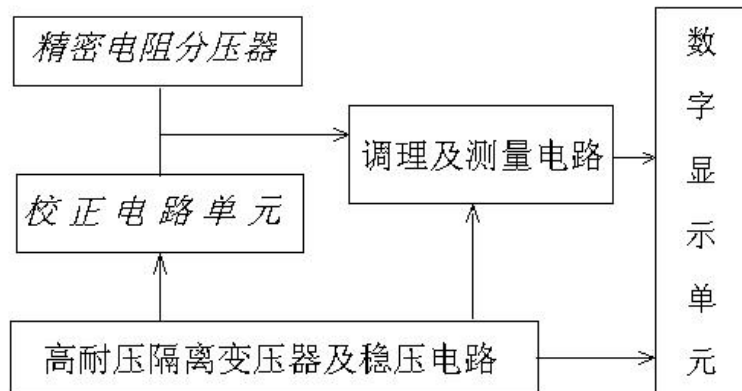 精密电阻分压器
调理及测量电路
校正电路单元
高耐压隔离变压器及稳压电路
数字显示单元